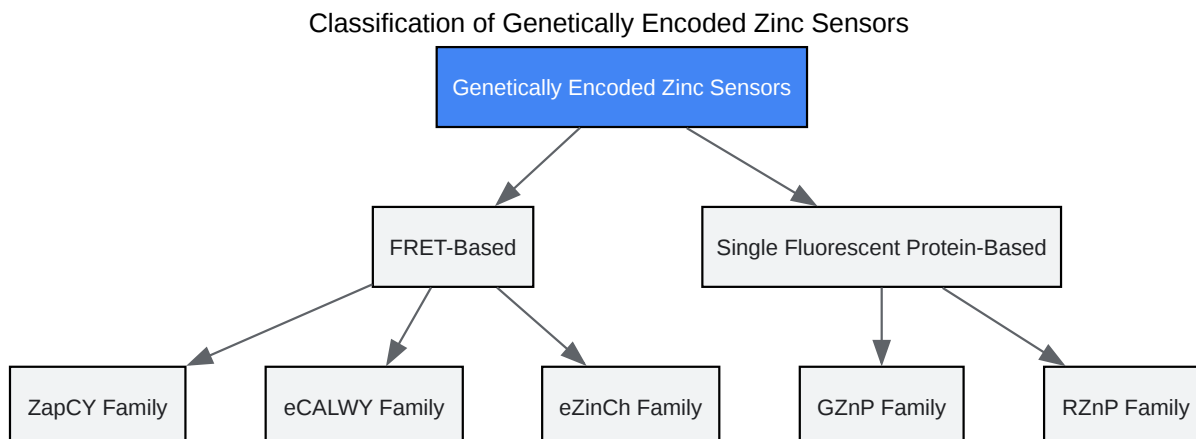 Classification of Genetically Encoded Zinc Sensors
Genetically Encoded Zinc Sensors
FRET-Based
Single Fluorescent Protein-Based
ZapCY Family
eCALWY Family
eZinCh Family
GZnP Family
RZnP Family